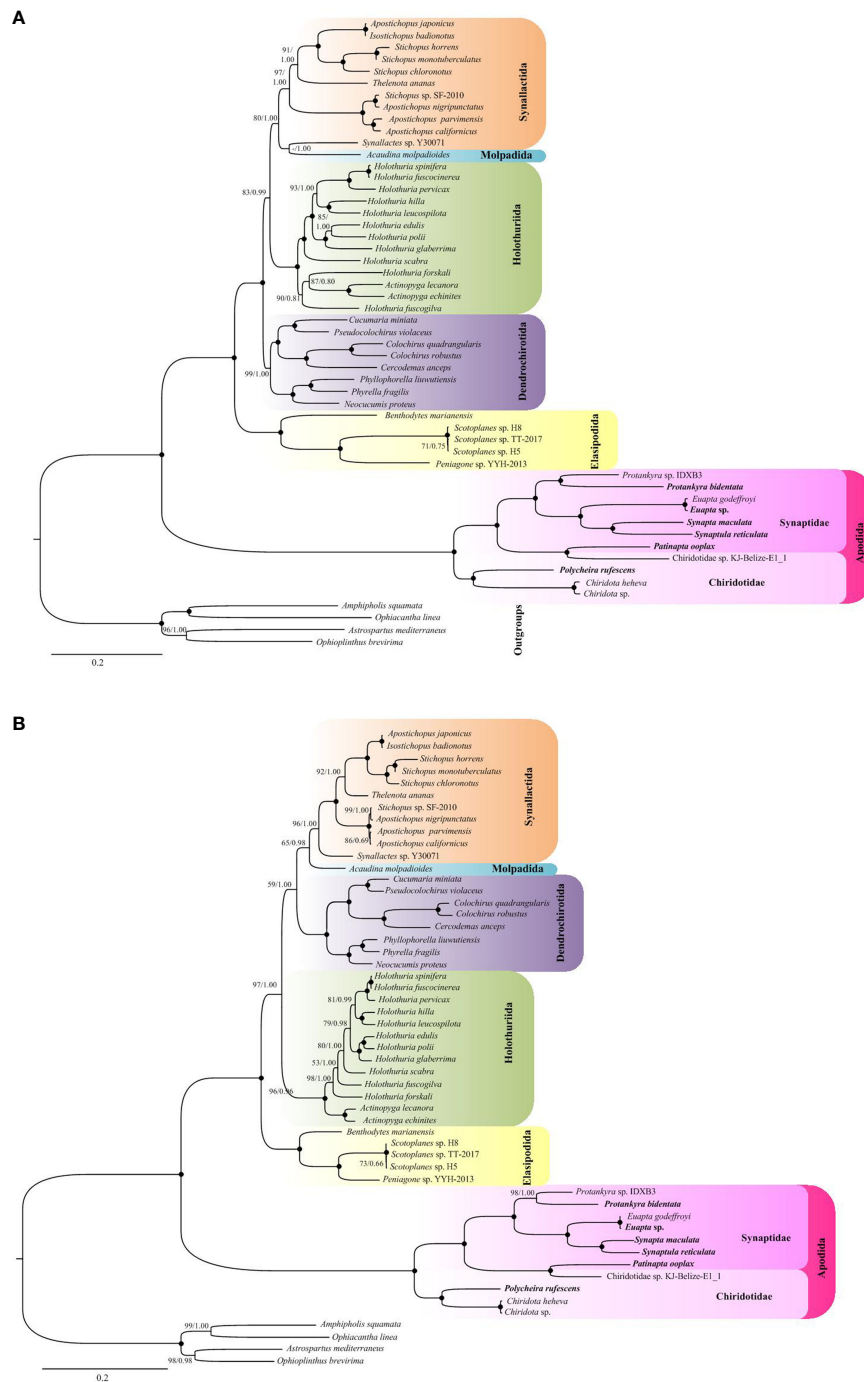 A
Apostichopus japonicus
Isostichopus badionotus
91/
1.00
Stichopus horrens
Stichopus monotuberculatus
97/
1.00
Stichopus chloronotus
Thelenota ananas
Stichopus sp. SF-2010
Apostichopus nigripunctatus
80/1.00
Apostichopus parvimensis
Apostichopus californicus
Synallactida
Synallactes sp. Y30071
-/1.00
Acaudina molpadioides
Molpadida
Holothuria spinifera
Holothuria fuscocinerea
93/1.00
Holothuria pervicax
83/0.99
Holothuria hilla
Holothuria leucospilota
85/
1.00
Holothuria edulis
Holothuria polii
Holothuria glaberrima
Holothuria scabra
Holothuria forskali
87/0.80
Actinopyga lecanora
Actinopyga echinites
90/0.81
Holothuria fuscogilva
Holothuriida
Cucumaria miniata
Pseudocolochirus violaceus
Colochirus quadrangularis
Colochirus robustus
Cercodemas anceps
99/1.00
Phyllophorella liuwutiensis
Phyrella fragilis
Neocucumis proteus
Dendrochirotida
Benthodytes marianensis
Scotoplanes sp. H8
Scotoplanes sp. TT-2017
71/0.75
Scotoplanes sp. H5
Peniagone sp. YYH-2013
Elasipodida
Protankyra sp. IDXB3
Protankyra bidentata
Euapta godeffroyi
Euapta sp.
Synapta maculata
Synaptula reticulata
Synaptidae
Patinapta ooplax
Chiridotidae sp. KJ-Belize-E1_1
Polycheira rufescens
Chiridota heheva
Chiridota sp.
Chiridotidae
Apodida
Amphipholis squamata
Ophiacantha linea
96/1.00
Astrospartus mediterraneus
Ophioplinthus brevirima
Outgroups
0.2
B
Apostichopus japonicus
Isostichopus badionotus
Stichopus horrens
92/1.00
Stichopus monotuberculatus
Stichopus chloronotus
Thelenota ananas
99/1.00
Stichopus sp. SF-2010
Apostichopus nigripunctatus
96/1.00
Apostichopus parvimensis
86/0.69
Apostichopus californicus
65/0.98
Synallactes sp. Y30071
Synallactida
Acaudina molpadioides
Molpadida
Cucumaria miniata
59/1.00
Pseudocolochirus violaceus
Colochirus quadrangularis
Colochirus robustus
Cercodemas anceps
Phyllophorella liuwutiensis
Phyrella fragilis
Neocucumis proteus
Dendrochirotida
Holothuria spinifera
97/1.00
Holothuria fuscocinerea
81/0.99
Holothuria pervicax
Holothuria hilla
79/0.98
Holothuria leucospilota
Holothuria edulis
80/1.00
Holothuria polii
53/1.00
Holothuria glaberrima
Holothuria scabra
98/1.00
Holothuria fuscogilva
96/0.96
Holothuria forskali
Actinopyga lecanora
Actinopyga echinites
Holothuriida
Benthodytes marianensis
Scotoplanes sp. H8
Scotoplanes sp. TT-2017
73/0.66
Scotoplanes sp. H5
Peniagone sp. YYH-2013
Elasipodida
98/1.00
Protankyra sp. IDXB3
Protankyra bidentata
Euapta godeffroyi
Euapta sp.
Synapta maculata
Synaptula reticulata
Synaptidae
Patinapta ooplax
Chiridotidae sp. KJ-Belize-E1_1
Polycheira rufescens
Chiridota heheva
Chiridota sp.
Chiridotidae
Apodida
99/1.00
Amphipholis squamata
Ophiacantha linea
98/0.98
Astrospartus mediterraneus
Ophioplinthus brevirima
0.2